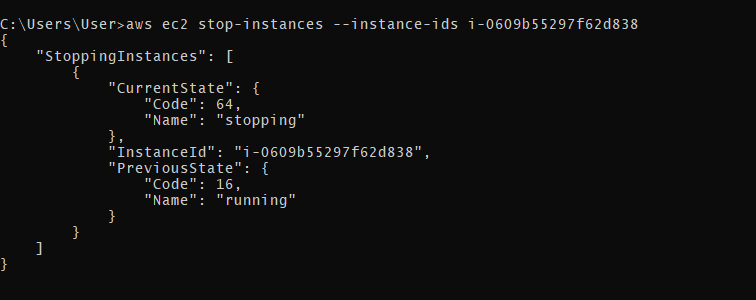 C:\Users\User>aws ec2 stop-instances --instance-ids i-0609b55297f62d838
{
    "StoppingInstances": [
        {
            "CurrentState": {
                "Code": 64,
                "Name": "stopping"
            },
            "InstanceId": "i-0609b55297f62d838",
            "PreviousState": {
                "Code": 16,
                "Name": "running"
            }
        }
    ]
}